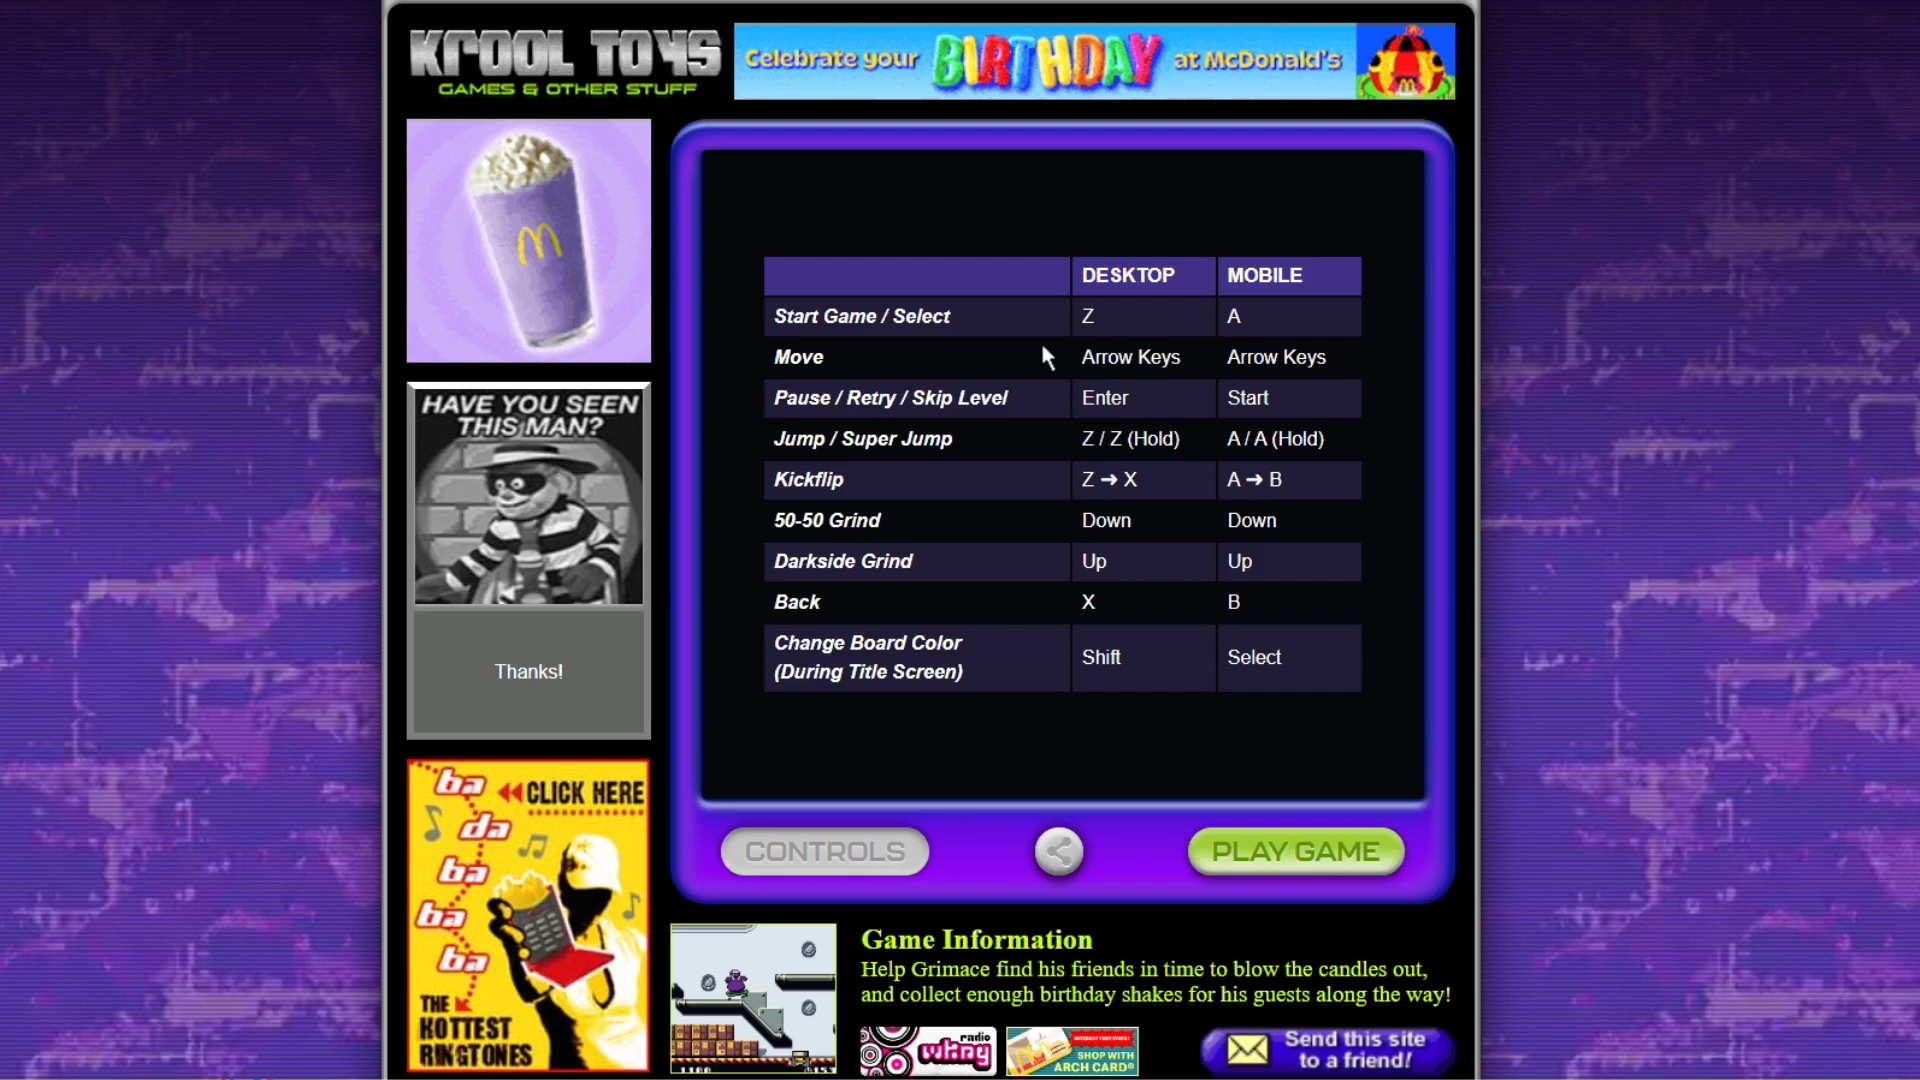 KROOL TOYS
GAMES & OTHER STUFF
Celebrate your BIRTHDAY at McDonald's
HAVE YOU SEEN
THIS MAN?
Thanks!
ba
da
ba
ba
ba
CLICK HERE
THE
HOTTEST
RINGTONES
DESKTOP MOBILE
Start Game / Select Z A
Move Arrow Keys Arrow Keys
Pause / Retry / Skip Level Enter Start
Jump / Super Jump Z / Z (Hold) A / A (Hold)
Kickflip Z ➜ X A ➜ B
50-50 Grind Down Down
Darkside Grind Up Up
Back X B
Change Board Color
(During Title Screen) Shift Select
CONTROLS PLAY GAME
Game Information
Help Grimace find his friends in time to blow the candles out,
and collect enough birthday shakes for his guests along the way!
radio
wkny
SHOP WITH
ARCH CARD®
Send this site
to a friend!